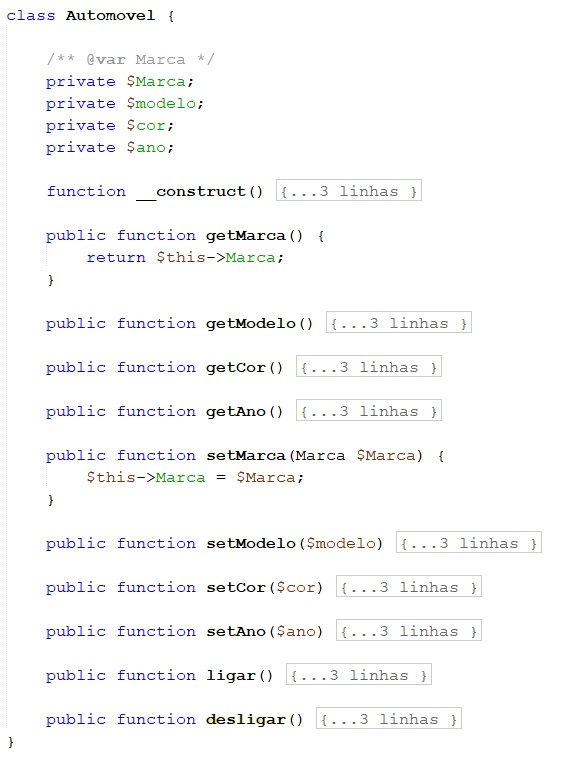 class Automovel {
/** @var Marca */
private $Marca;
private $modelo;
private $cor;
private $ano;
function __construct() {...3 linhas }
public function getMarca() {
return $this->Marca;
}
public function getModelo() {...3 linhas }
public function getCor() {...3 linhas }
public function getAno() {...3 linhas }
public function setMarca(Marca $Marca) {
$this->Marca = $Marca;
}
public function setModelo($modelo) {...3 linhas }
public function setCor($cor) {...3 linhas }
public function setAno($ano) {...3 linhas }
public function ligar() {...3 linhas }
public function desligar() {...3 linhas }
}